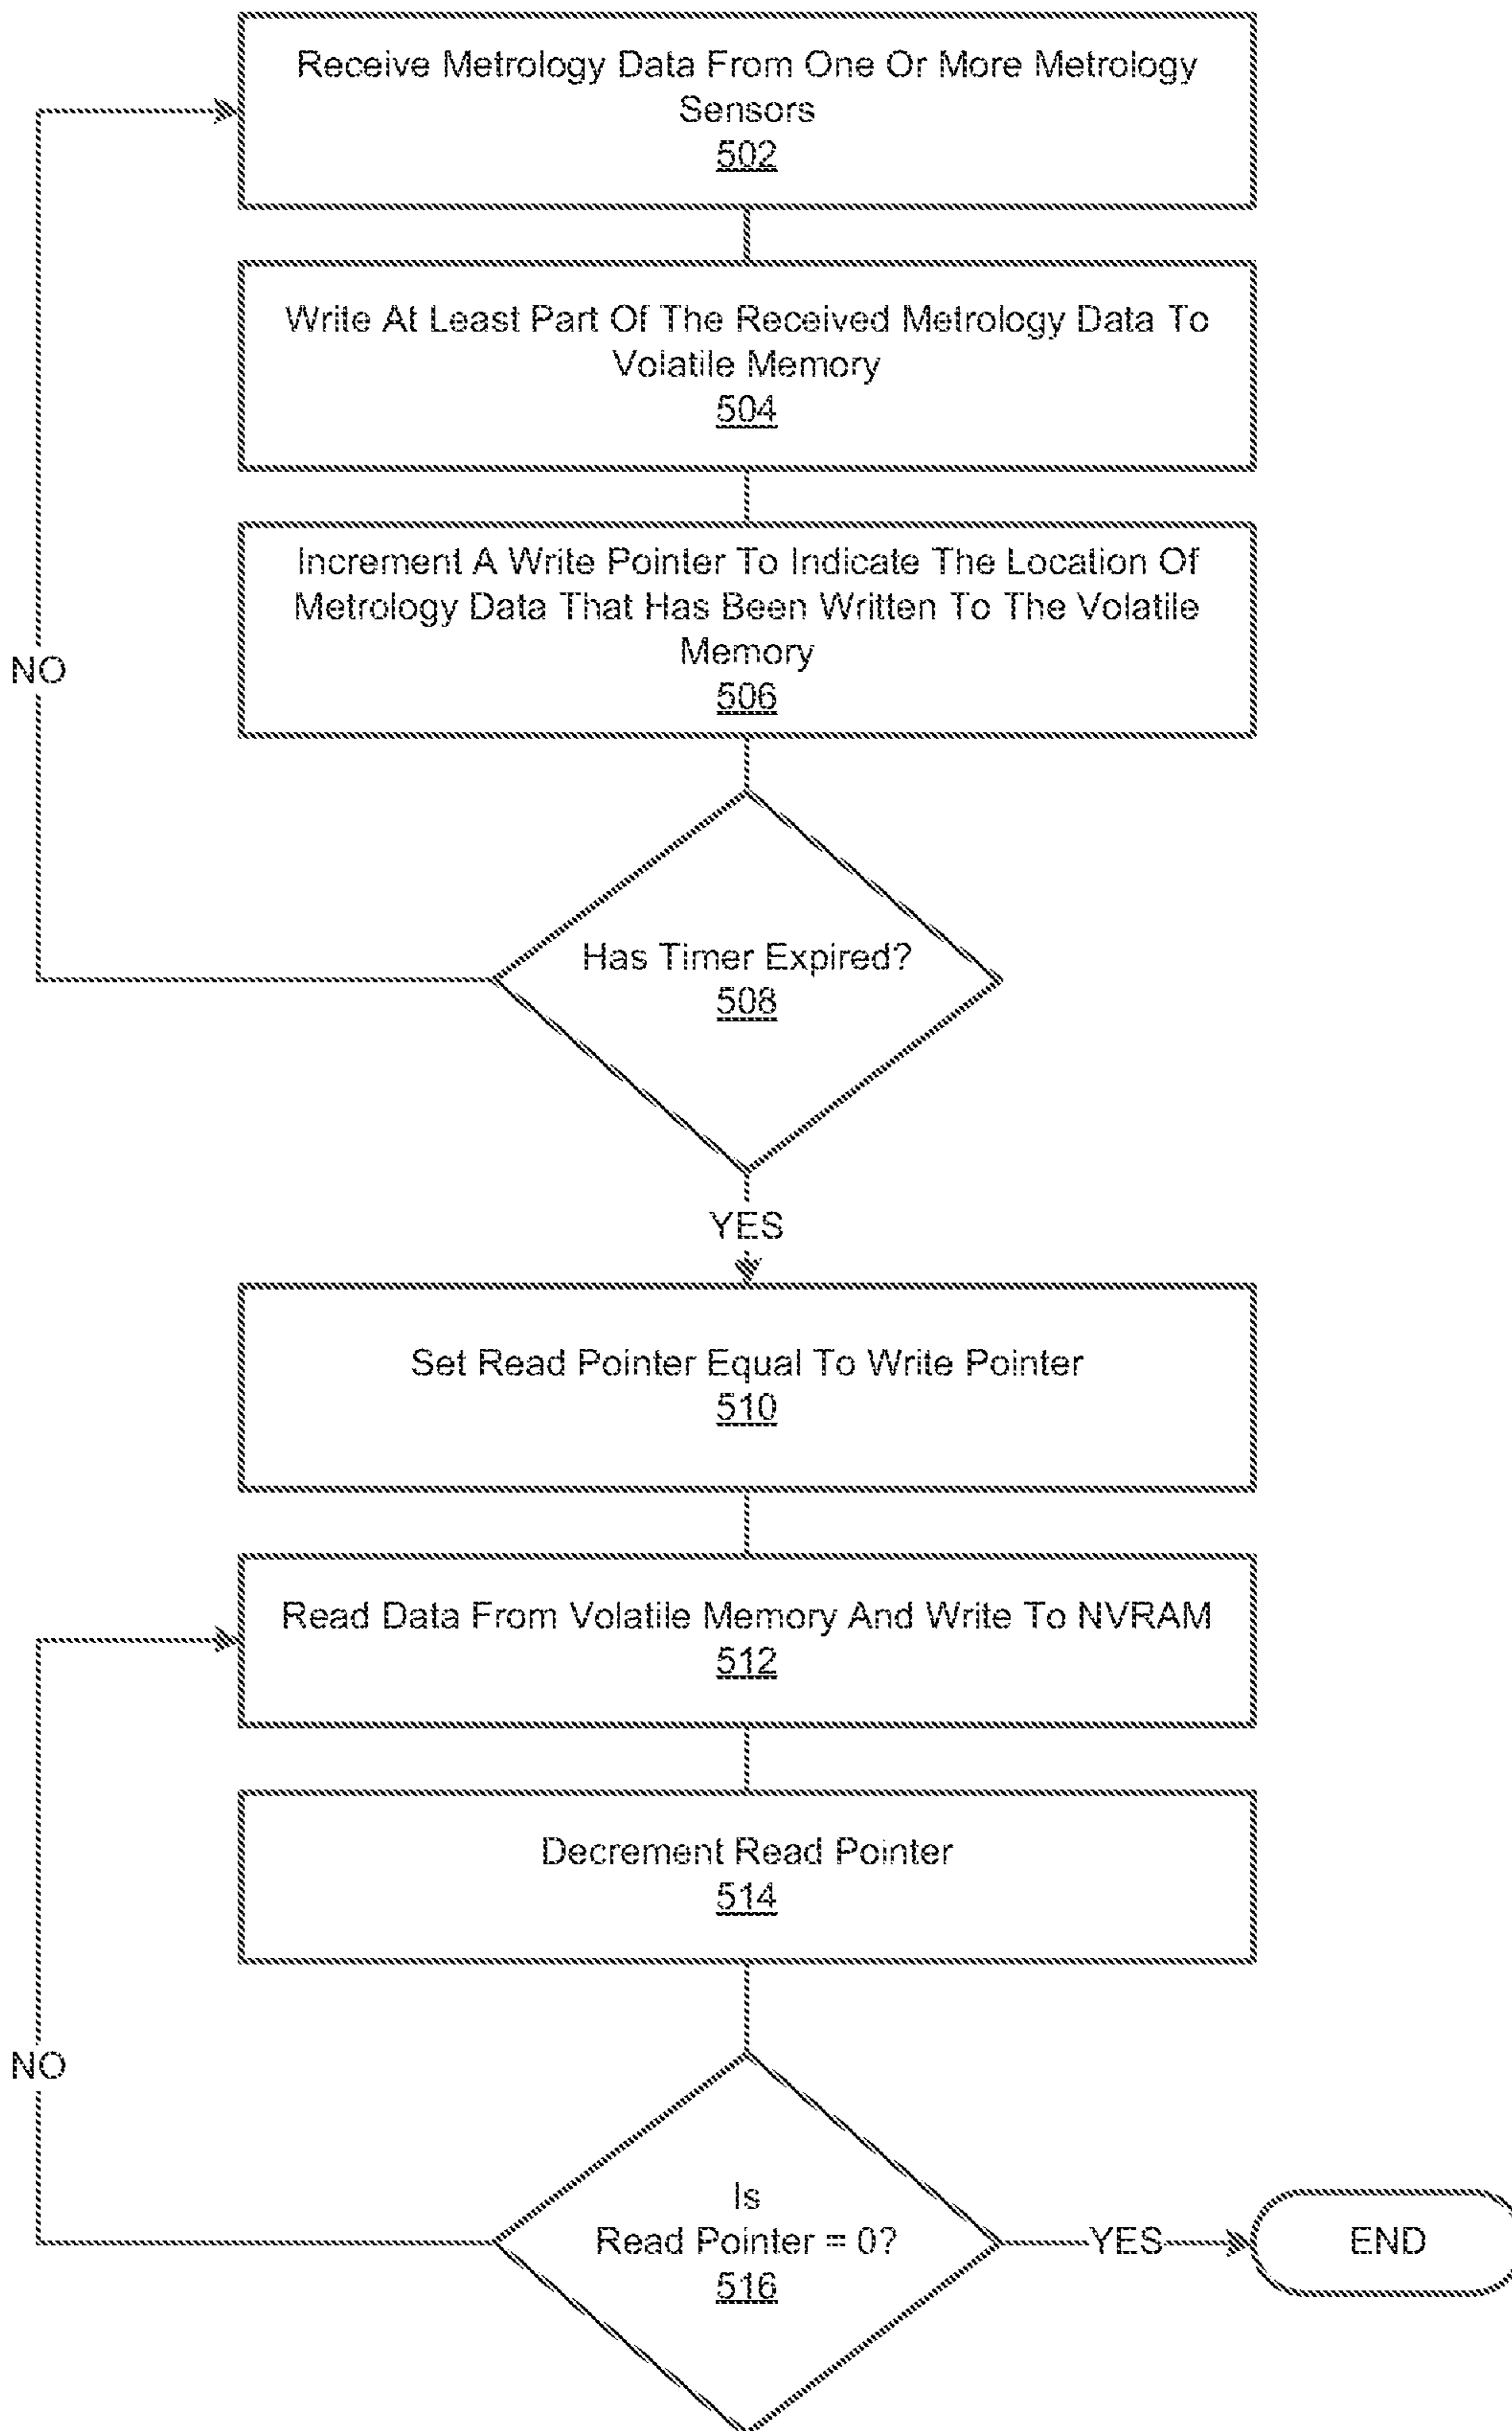 Receive Metrology Data From One Or More Metrology
Sensors
502
Write At Least Part Of The Received Metrology Data To
Volatile Memory
504
Increment A Write Pointer To Indicate The Location Of
Metrology Data That Has Been Written To The Volatile
Memory
506
NO
Has Timer Expired?
508
YES
Set Read Pointer Equal To Write Pointer
510
Read Data From Volatile Memory And Write To NVRAM
512
Decrement Read Pointer
514
NO
Is
Read Pointer = 0?
516
YES
END